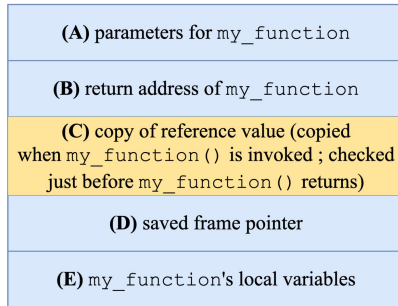 (A) parameters for my_function
(B) return address of my_function
(C) copy of reference value (copied
when my_function() is invoked ; checked
just before my_function() returns)
(D) saved frame pointer
(E) my_function's local variables